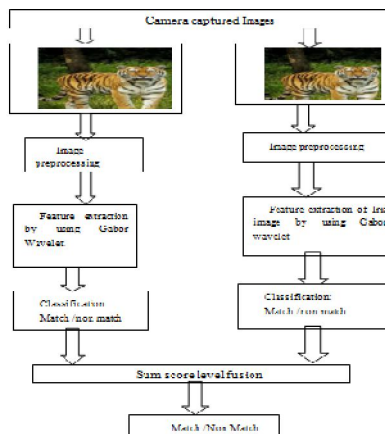 Camera captured Images
Image
preprocessing
Image preprocessing
Feature extraction
by using Gabor
Wavelet.
Feature extraction of Iris
image by using Gabor
wavelet
Classification
Match /non match
Classification:
Match /non match
Sum score level fusion
Match /Non Match